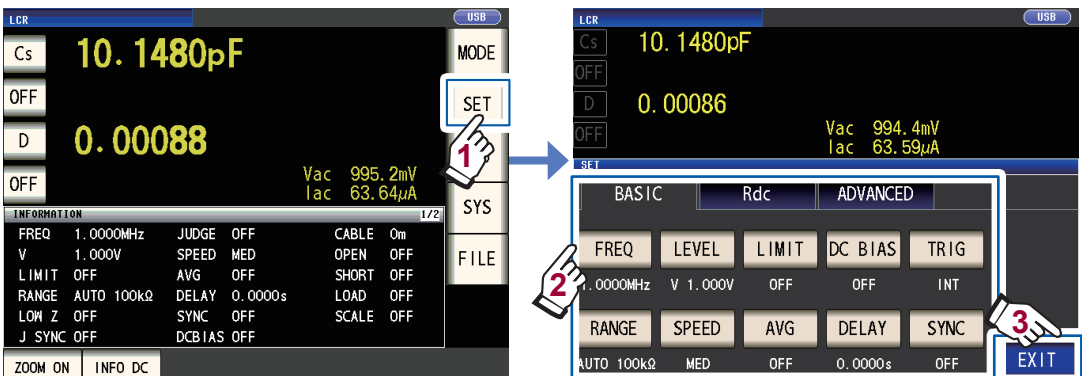 LCR USB
Cs 10.1480pF MODE
OFF SET
1
D 0.00088
OFF Vac 995.2mV
Iac 63.64μA
SYS
INFORMATION 1/2
FREQ 1.0000MHz JUDGE OFF CABLE 0m
V 1.000V SPEED MED OPEN OFF
FILE
LIMIT OFF AVG OFF SHORT OFF
RANGE AUTO 100kΩ DELAY 0.0000s LOAD OFF
LOW Z OFF SYNC OFF SCALE OFF
J SYNC OFF DCBIAS OFF
ZOOM ON INFO DC
LCR USB
Cs 10.1480pF
OFF
D 0.00086
OFF Vac 994.4mV
Iac 63.59μA
SET
BASIC Rdc ADVANCED
FREQ LEVEL LIMIT DC BIAS TRIG
2
.0000MHz V 1.000V OFF OFF INT
RANGE SPEED AVG DELAY SYNC
3
AUTO 100kΩ MED OFF 0.0000s OFF
EXIT